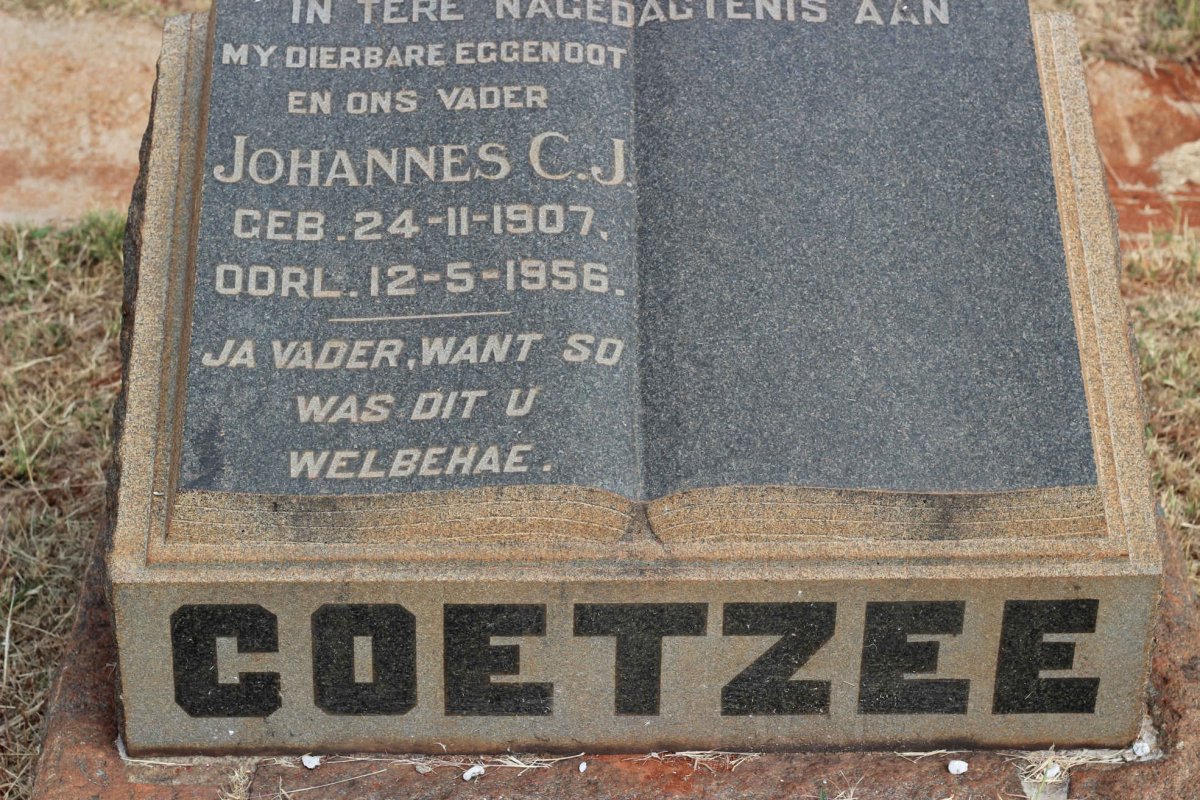 IN TERE NAGEDAGTENIS AAN
MY DIERBARE EGGENOOT
EN ONS VADER
JOHANNES C.J.
GEB. 24-11-1907,
OORL. 12-5-1956.
JA VADER, WANT SO
WAS DIT U
WELBEHAE.
COETZEE